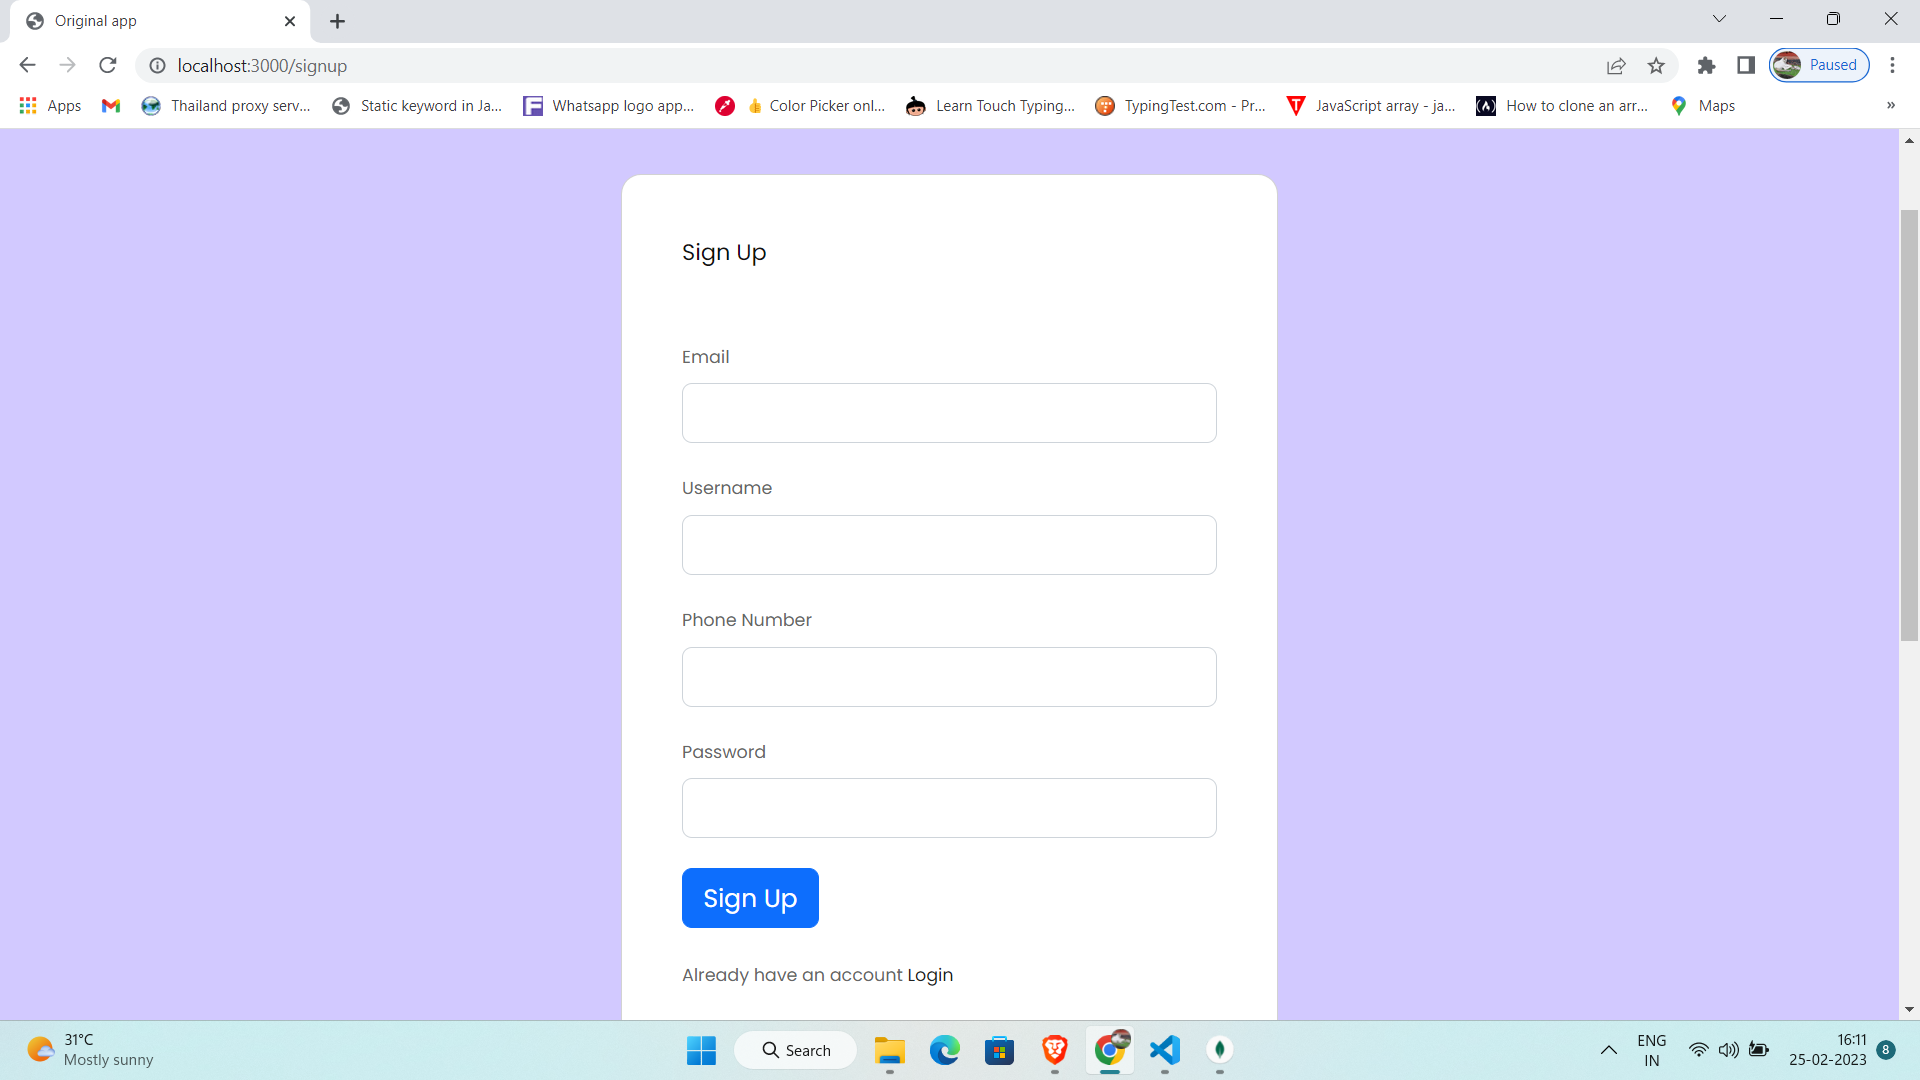 Original app
localhost:3000/signup
Paused
Apps
Thailand proxy serv...
Static keyword in Ja...
Whatsapp logo app...
Color Picker onl...
Learn Touch Typing...
TypingTest.com - Pr...
JavaScript array - ja...
How to clone an arr...
Maps
»
Sign Up
Email
Username
Phone Number
Password
Sign Up
Already have an account Login
31°C
Mostly sunny
Search
ENG
IN
16:11
25-02-2023
8